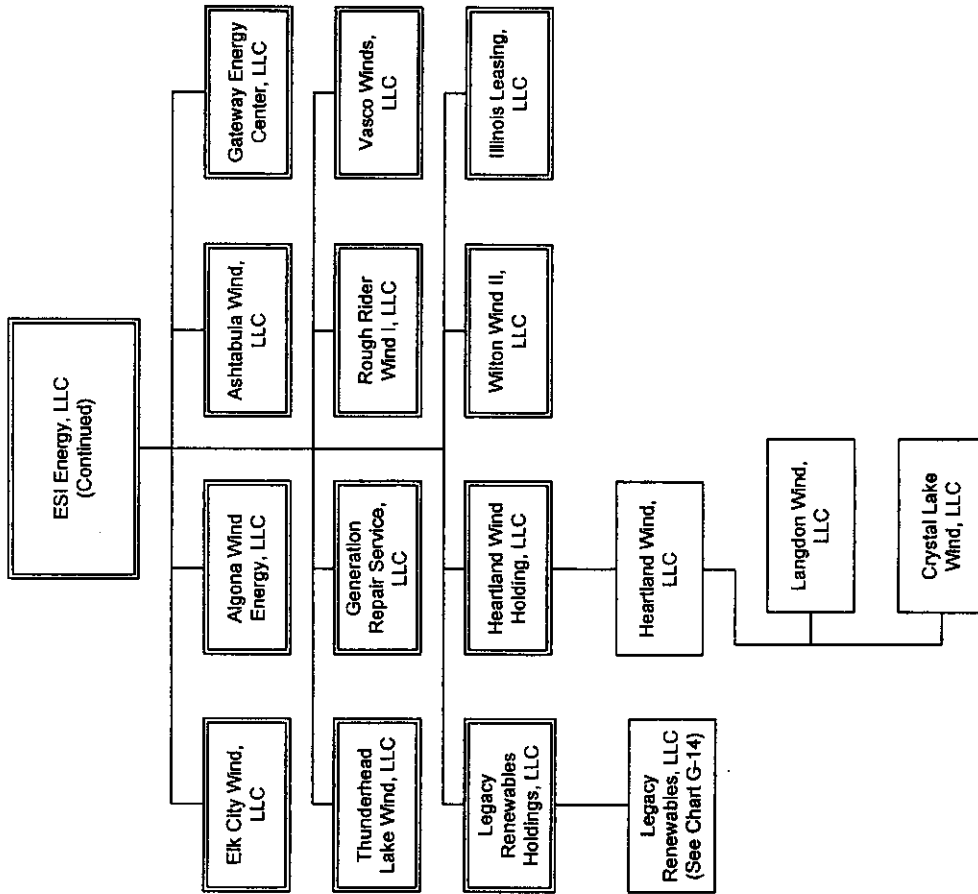 ESI Energy, LLC
(Continued)
Elk City Wind,
LLC
Algona Wind
Energy, LLC
Ashtabula Wind,
LLC
Gateway Energy
Center, LLC
Thunderhead
Lake Wind, LLC
Generation
Repair Service,
LLC
Rough Rider
Wind I, LLC
Vasco Winds,
LLC
Legacy
Renewables
Holdings, LLC
Heartland Wind
Holding, LLC
Wilton Wind II,
LLC
Illinois Leasing,
LLC
Legacy
Renewables, LLC
(See Chart G-14)
Heartland Wind,
LLC
Langdon Wind,
LLC
Crystal Lake
Wind, LLC